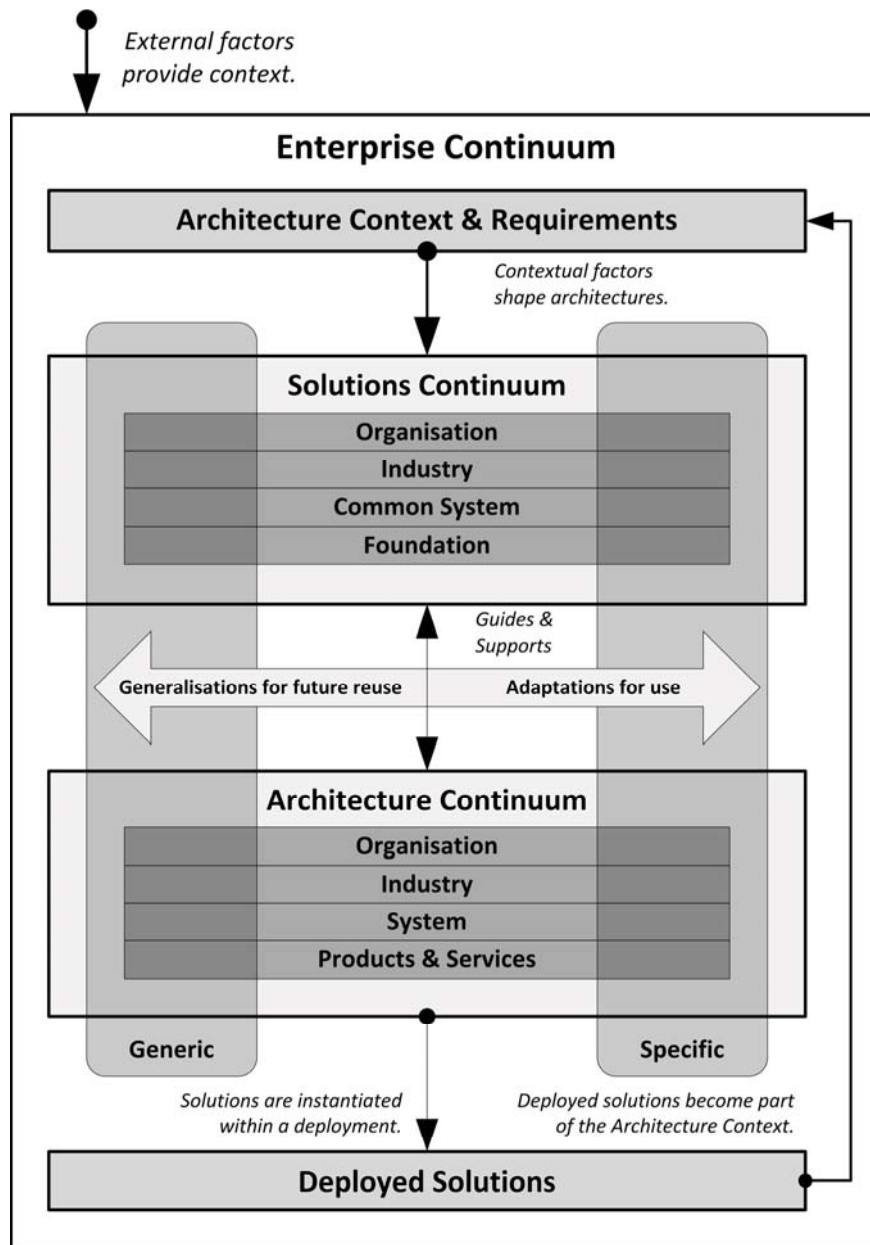 External factors
provide context.
Enterprise Continuum
Architecture Context & Requirements
Contextual factors
shape architectures.
Solutions Continuum
Organisation
Industry
Common System
Foundation
Guides &
Supports
Generalisations for future reuse
Adaptations for use
Architecture Continuum
Organisation
Industry
System
Products & Services
Generic
Specific
Solutions are instantiated
within a deployment.
Deployed solutions become part
of the Architecture Context.
Deployed Solutions